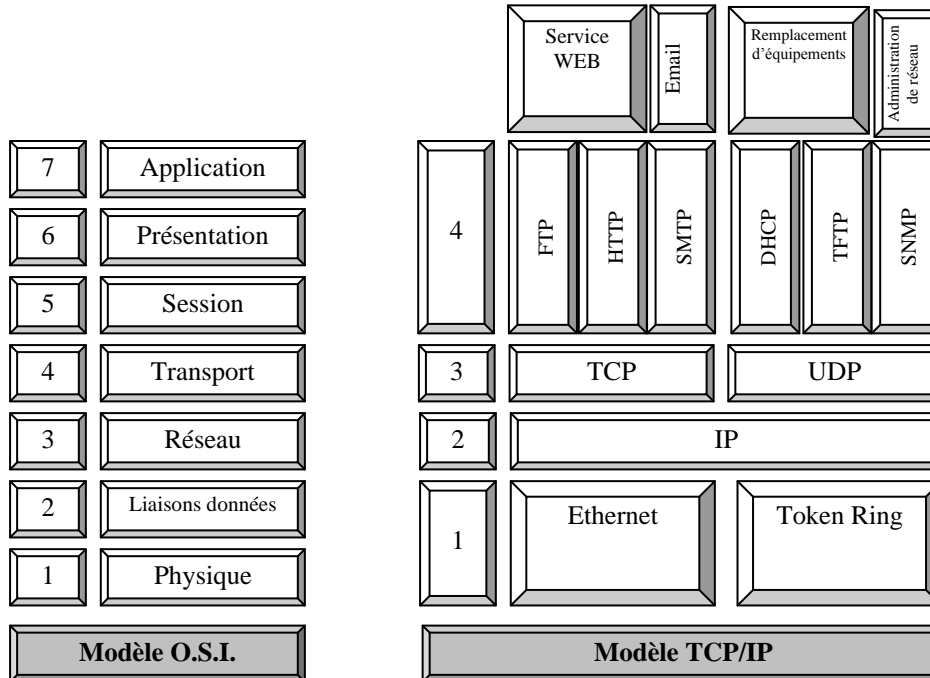 Service
WEB
Email
Remplacement
d'équipements
Administration
de réseau
7 Application
6 Présentation
5 Session
4 Transport
3 Réseau
2 Liaisons données
1 Physique
Modèle O.S.I.
4 FTP HTTP SMTP DHCP TFTP SNMP
3 TCP UDP
2 IP
1 Ethernet Token Ring
Modèle TCP/IP